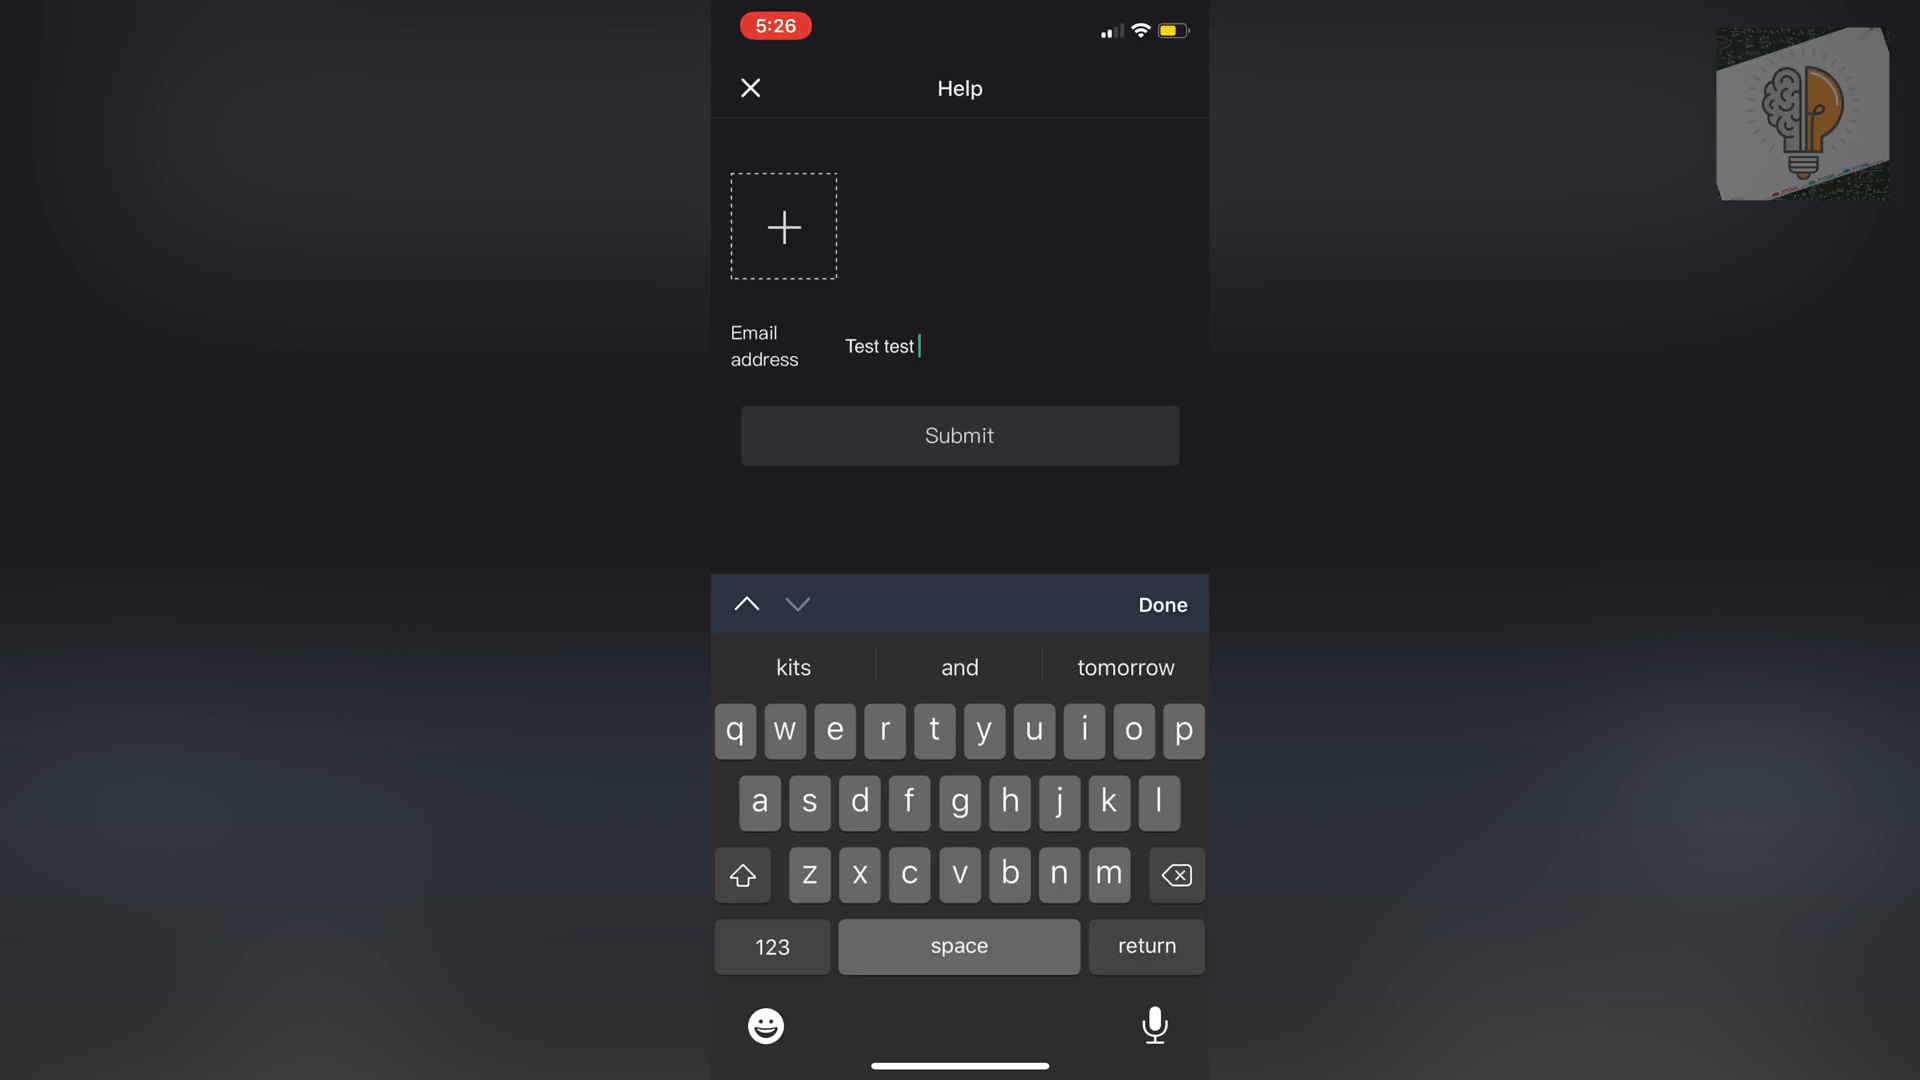 5:26
Help
Email
address
Test test
Submit
Done
kits and tomorrow
q w e r t y u i o p
a s d f g h j k l
z x c v b n m
123 space return